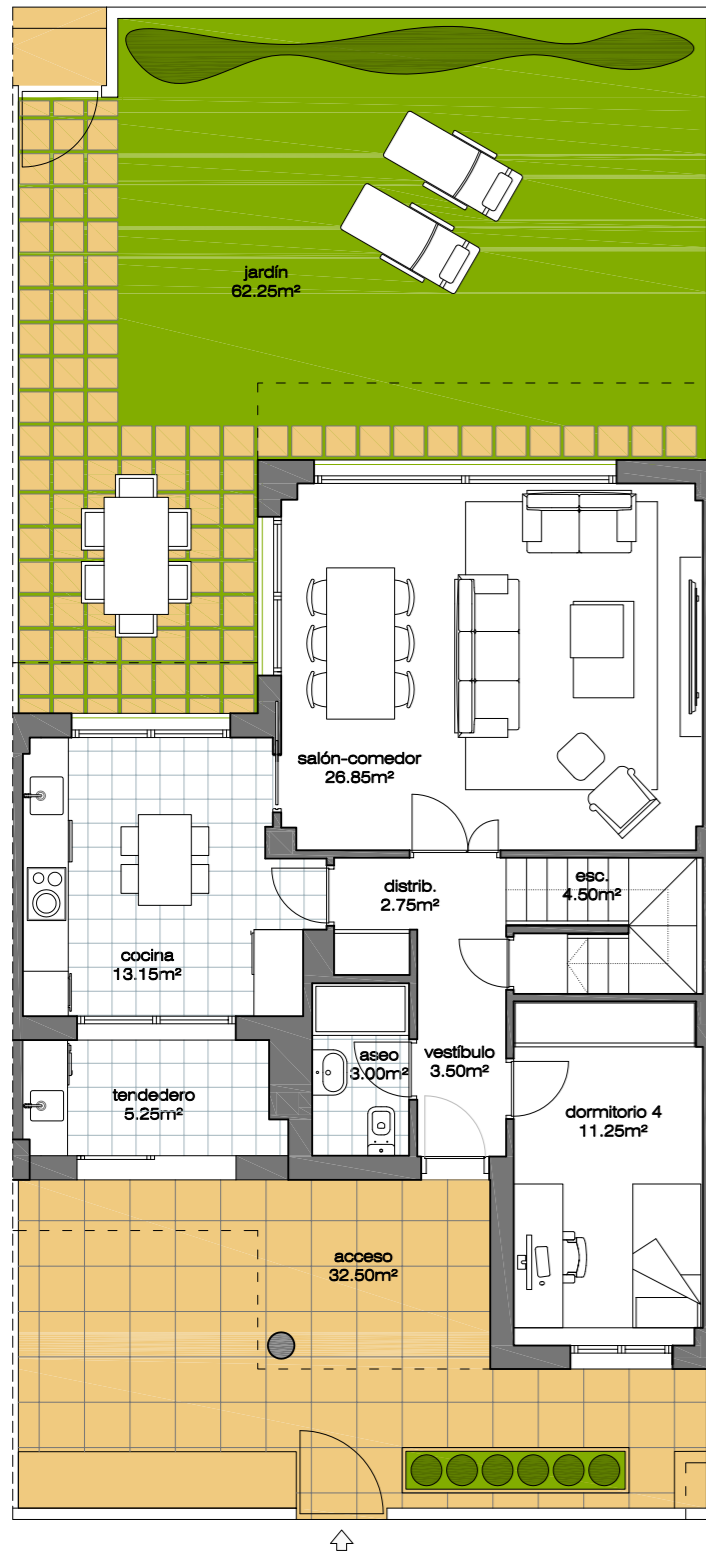 jardín
62.25m²
salón-comedor
26.85m²
distrib.
2.75m²
esc.
4.50m²
cocina
13.15m²
aseo
3.00m²
vestíbulo
3.50m²
tendedero
5.25m²
dormitorio 4
11.25m²
acceso
32.50m²